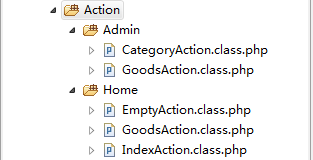 Action
Admin
CategoryAction.class.php
GoodsAction.class.php
Home
EmptyAction.class.php
GoodsAction.class.php
IndexAction.class.php